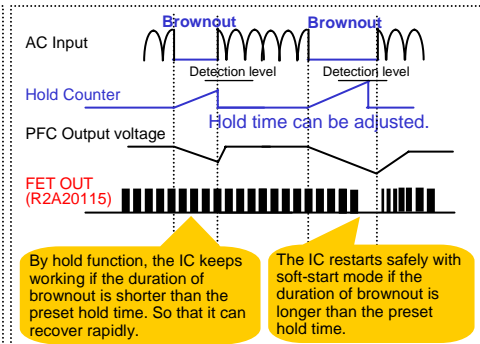 Brownout Brownout
AC Input
Detection level Detection level
Hold Counter
Hold time can be adjusted.
PFC Output voltage
FET OUT
(R2A20115)
By hold function, the IC keeps
working if the duration of
brownout is shorter than the
preset hold time. So that it can
recover rapidly.
The IC restarts safely with
soft-start mode if the
duration of brownout is
longer than the preset
hold time.